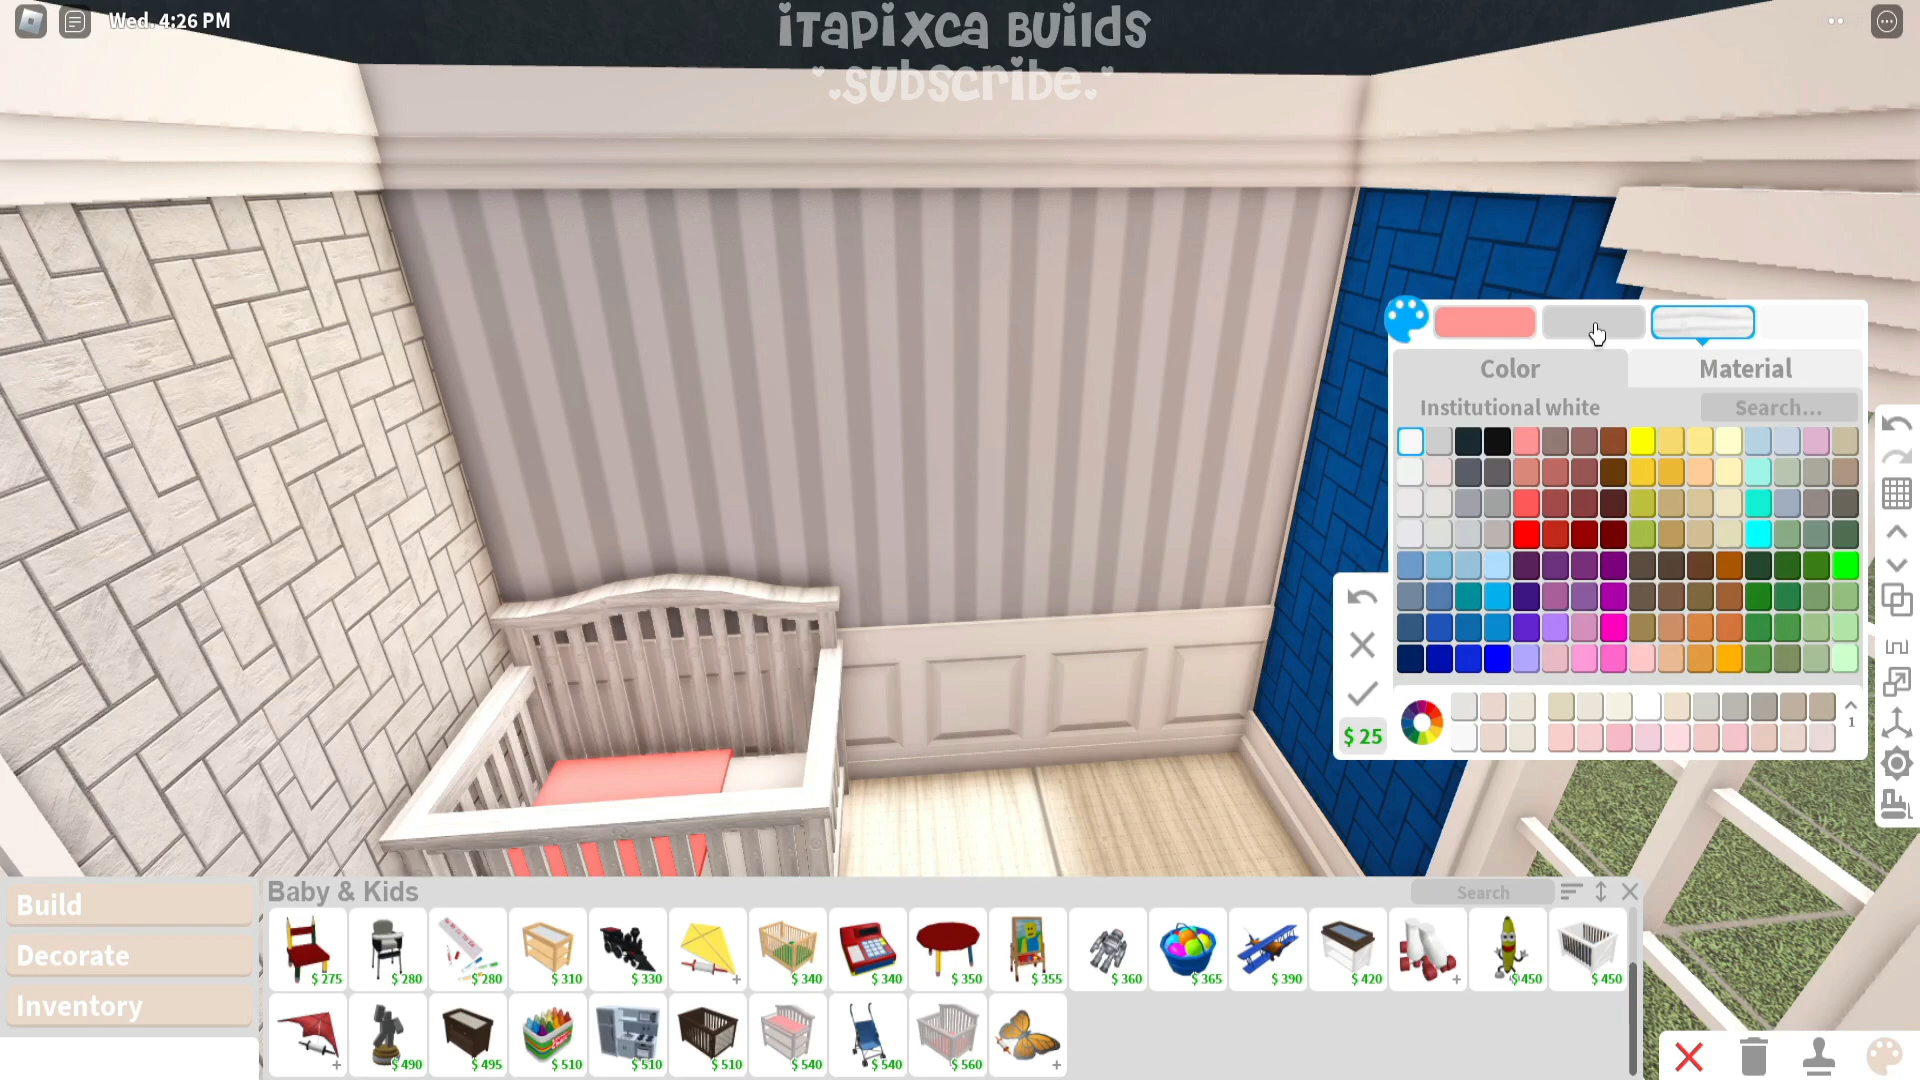 Wed. 4:26 PM
iTapixca Builds
.subscribe.
Color
Material
Institutional white
Search...
1
$ 25
Build
Decorate
Inventory
Baby & Kids
Search
$ 275
$ 280
$ 280
$ 310
$ 330
+
$ 340
$ 340
$ 350
$ 355
$ 360
$ 365
$ 390
$ 420
+
$ 450
$ 450
+
$ 490
$ 495
$ 510
$ 510
$ 510
$ 540
$ 540
$ 560
+